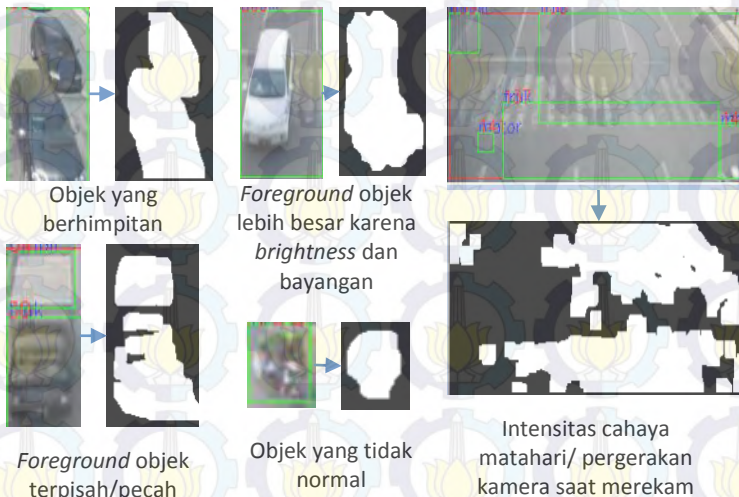 Objek yang
berhimpitan
Foreground objek
lebih besar karena
brightness dan
bayangan
truk
motor
Foreground objek
terpisah/pecah
Objek yang tidak
normal
Intensitas cahaya
matahari/ pergerakan
kamera saat merekam